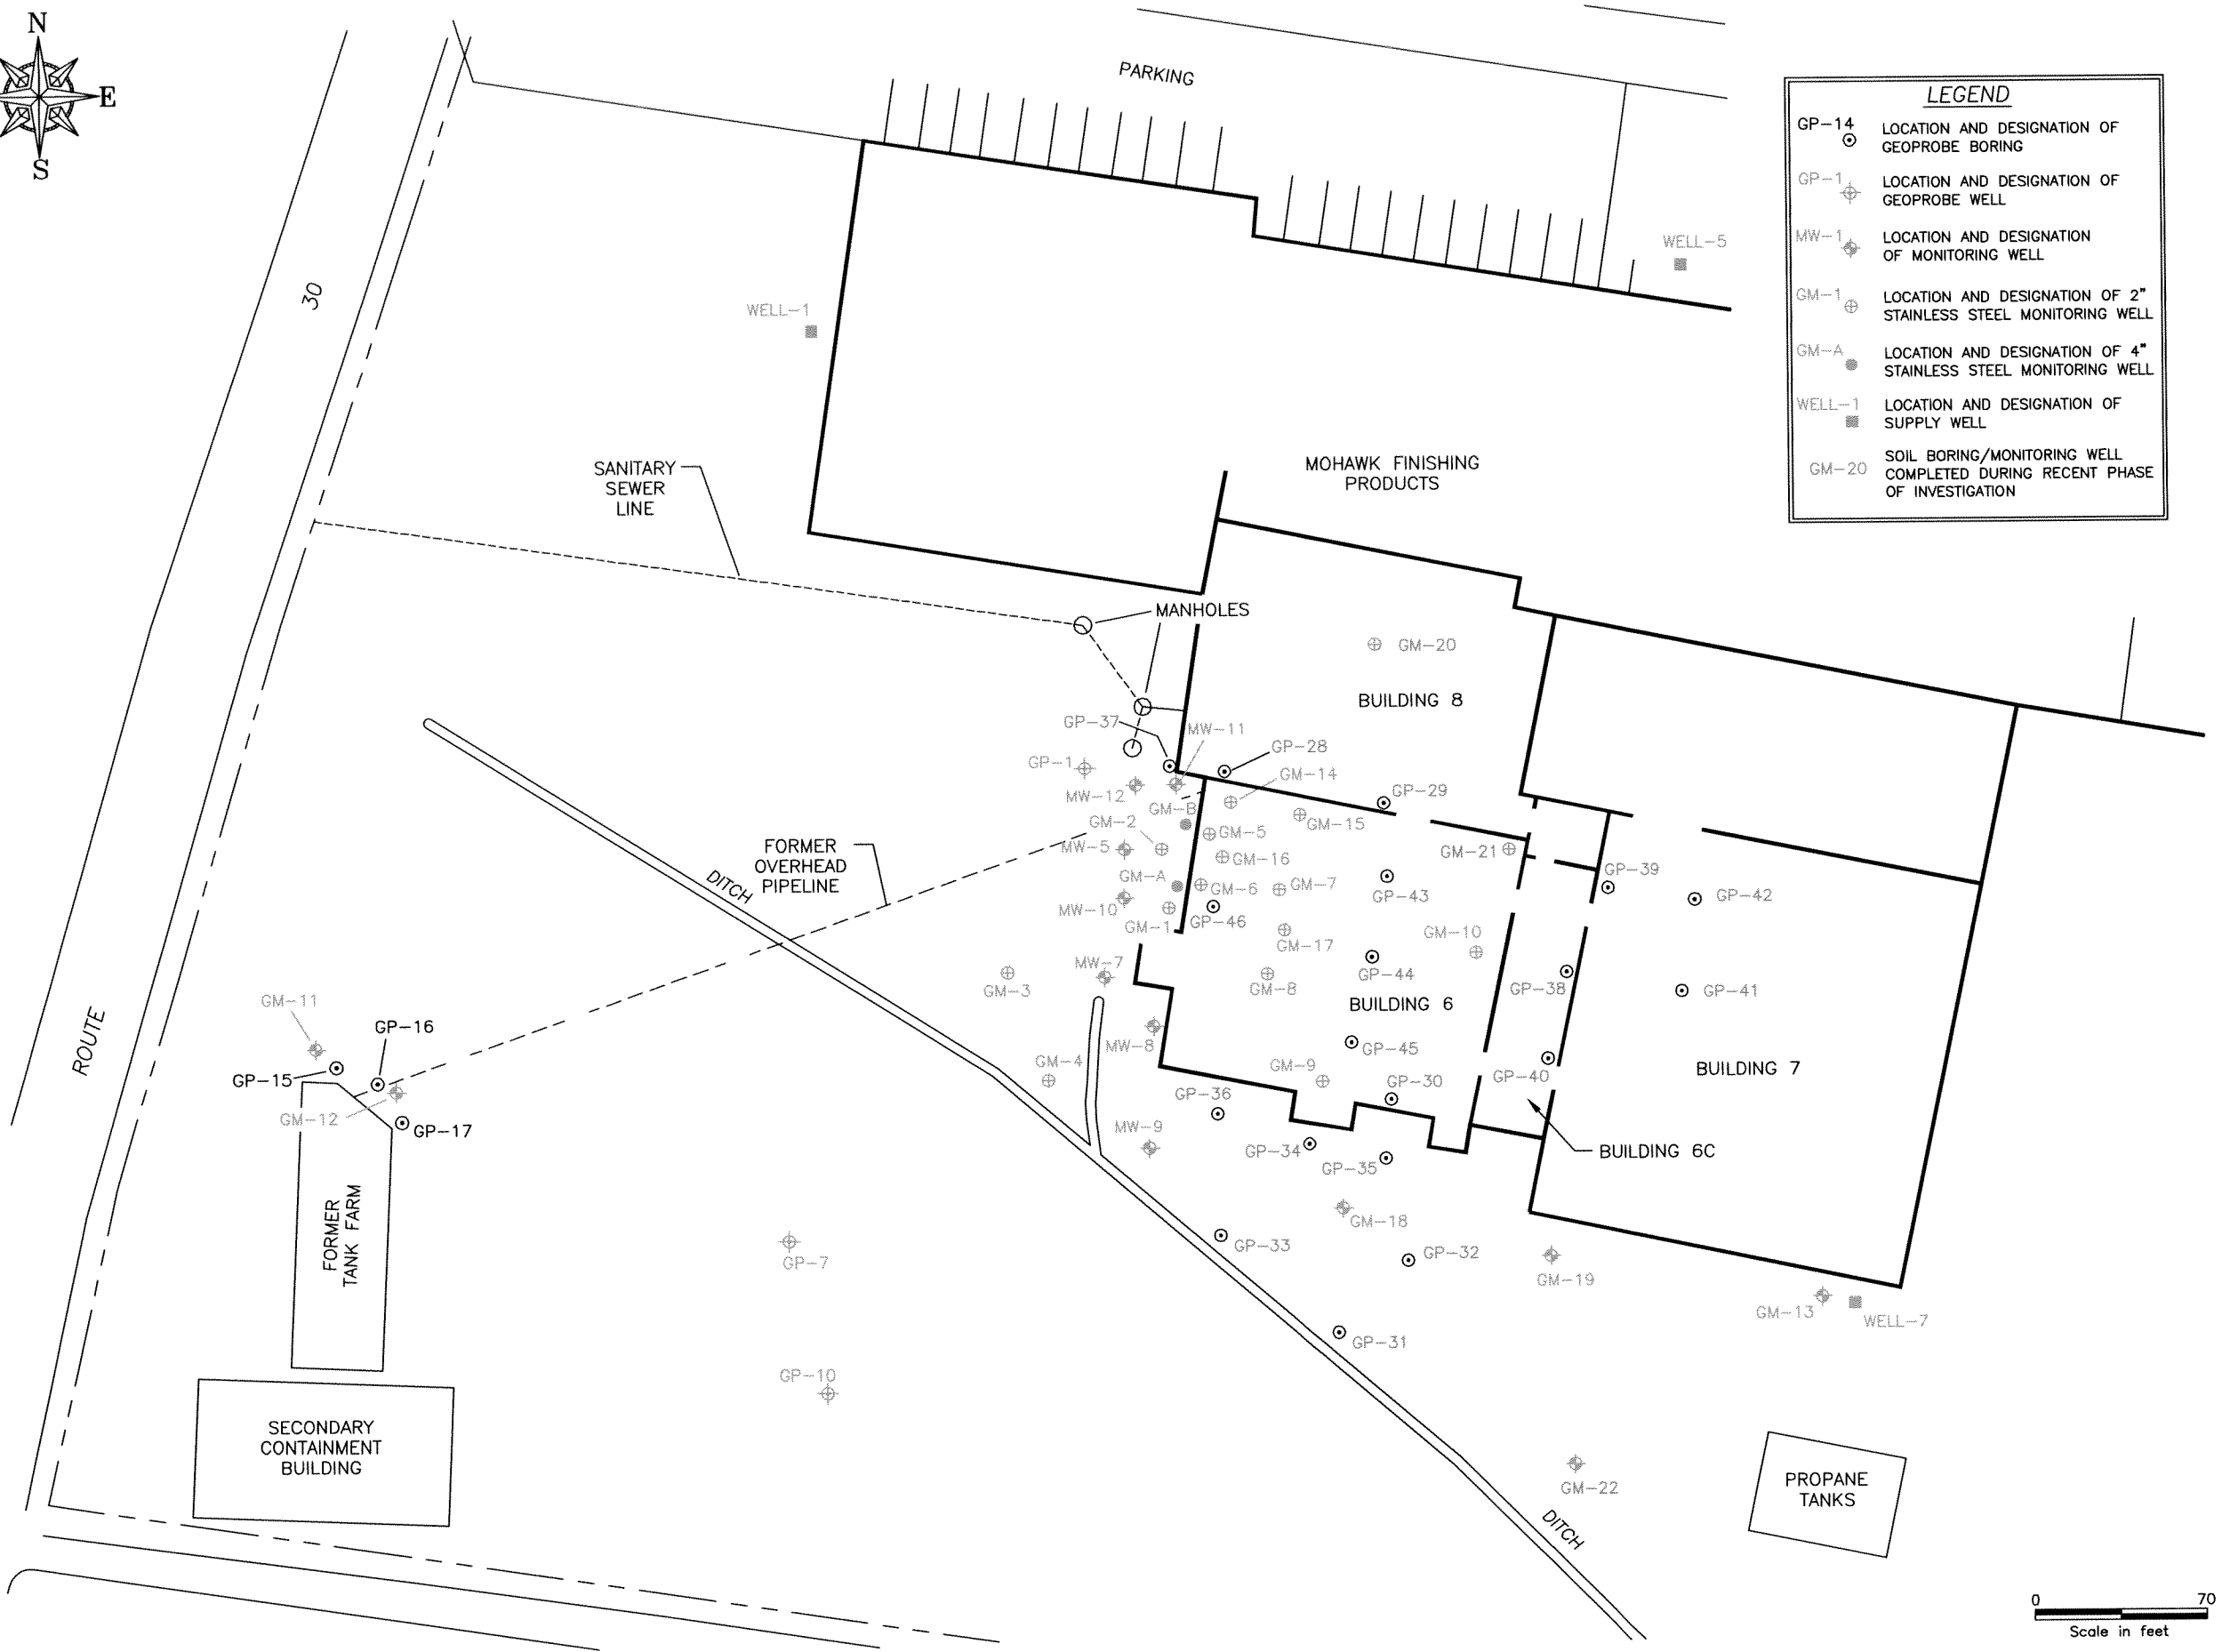 N
E
S
PARKING
LEGEND
GP-14
LOCATION AND DESIGNATION OF
GEOPROBE BORING
GP-1
LOCATION AND DESIGNATION OF
GEOPROBE WELL
MW-1
LOCATION AND DESIGNATION
OF MONITORING WELL
GM-1
LOCATION AND DESIGNATION OF 2"
STAINLESS STEEL MONITORING WELL
GM-A
LOCATION AND DESIGNATION OF 4"
STAINLESS STEEL MONITORING WELL
WELL-1
LOCATION AND DESIGNATION OF
SUPPLY WELL
GM-20
SOIL BORING/MONITORING WELL
COMPLETED DURING RECENT PHASE
OF INVESTIGATION
WELL-5
30
WELL-1
SANITARY
SEWER
LINE
MOHAWK FINISHING
PRODUCTS
MANHOLES
GM-20
BUILDING 8
GP-37
MW-11
GP-28
GP-1
GM-14
MW-12
GM-B
GP-29
GM-2
GM-5
GM-15
MW-5
GM-16
GM-21
FORMER
OVERHEAD
PIPELINE
DITCH
GM-A
GM-6
GM-7
GP-43
GP-39
GP-42
MW-10
GM-1
GP-46
GM-17
GM-10
MW-7
GM-3
GM-8
GP-44
GP-38
GP-41
BUILDING 6
GM-11
GP-16
ROUTE
MW-8
GP-45
GM-4
GM-9
GP-30
GP-40
BUILDING 7
GP-15
GM-12
GP-17
GP-36
MW-9
GP-34
GP-35
BUILDING 6C
FORMER
TANK FARM
GM-18
GP-33
GP-32
GP-7
GM-19
GM-13
WELL-7
GP-31
GP-10
SECONDARY
CONTAINMENT
BUILDING
GM-22
PROPANE
TANKS
DITCH
0 70
Scale in feet